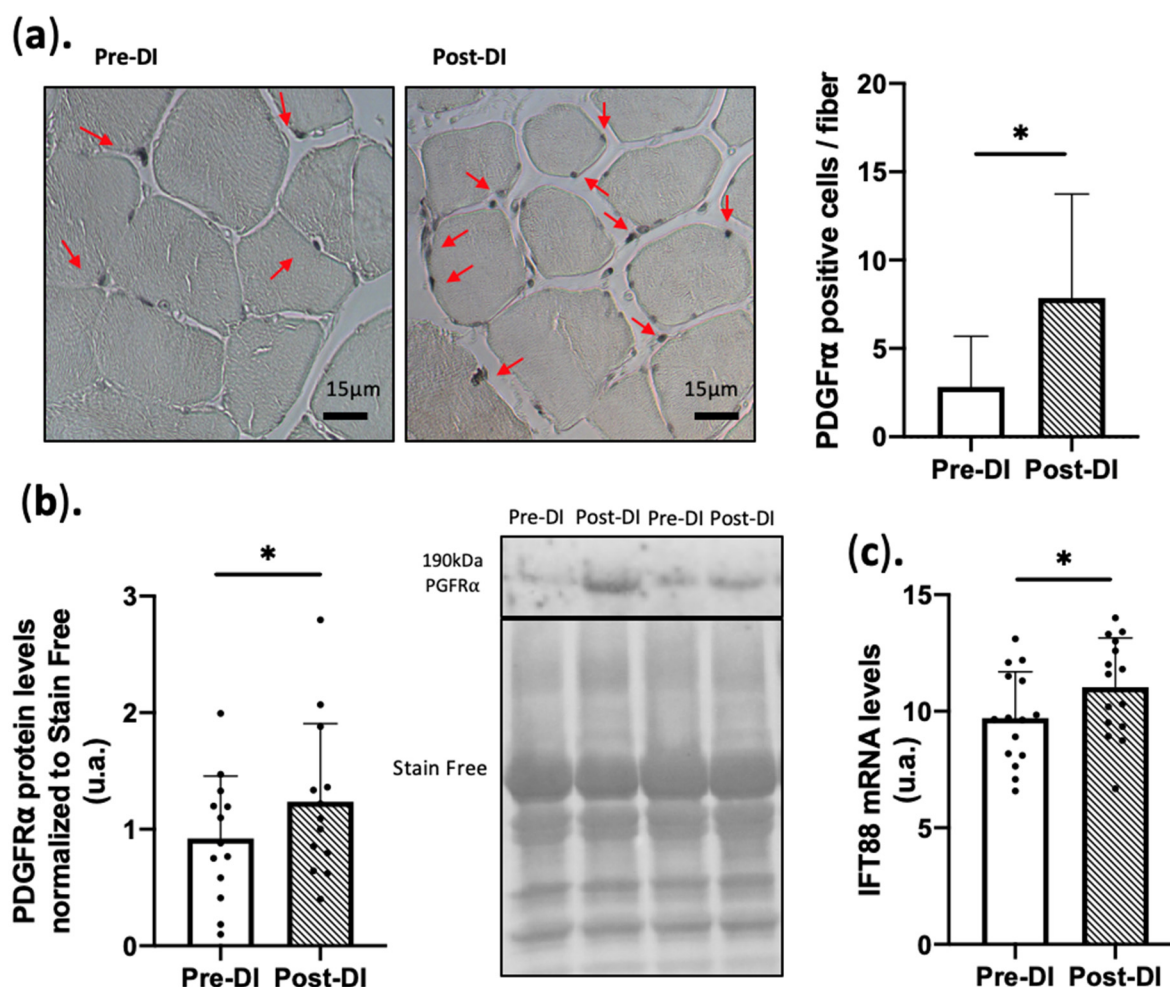 (a).
Pre-DI
Post-DI
15μm
15μm
PDGFrα positive cells / fiber
20
15
10
5
0
*
Pre-DI
Post-DI
(b).
PDGFRα protein levels
normalized to Stain Free
(u.a.)
3
2
1
0
*
Pre-DI
Post-DI
Pre-DI Post-DI Pre-DI Post-DI
190kDa
PGFRα
Stain Free
(c).
IFT88 mRNA levels
(u.a.)
15
10
5
0
*
Pre-DI
Post-DI